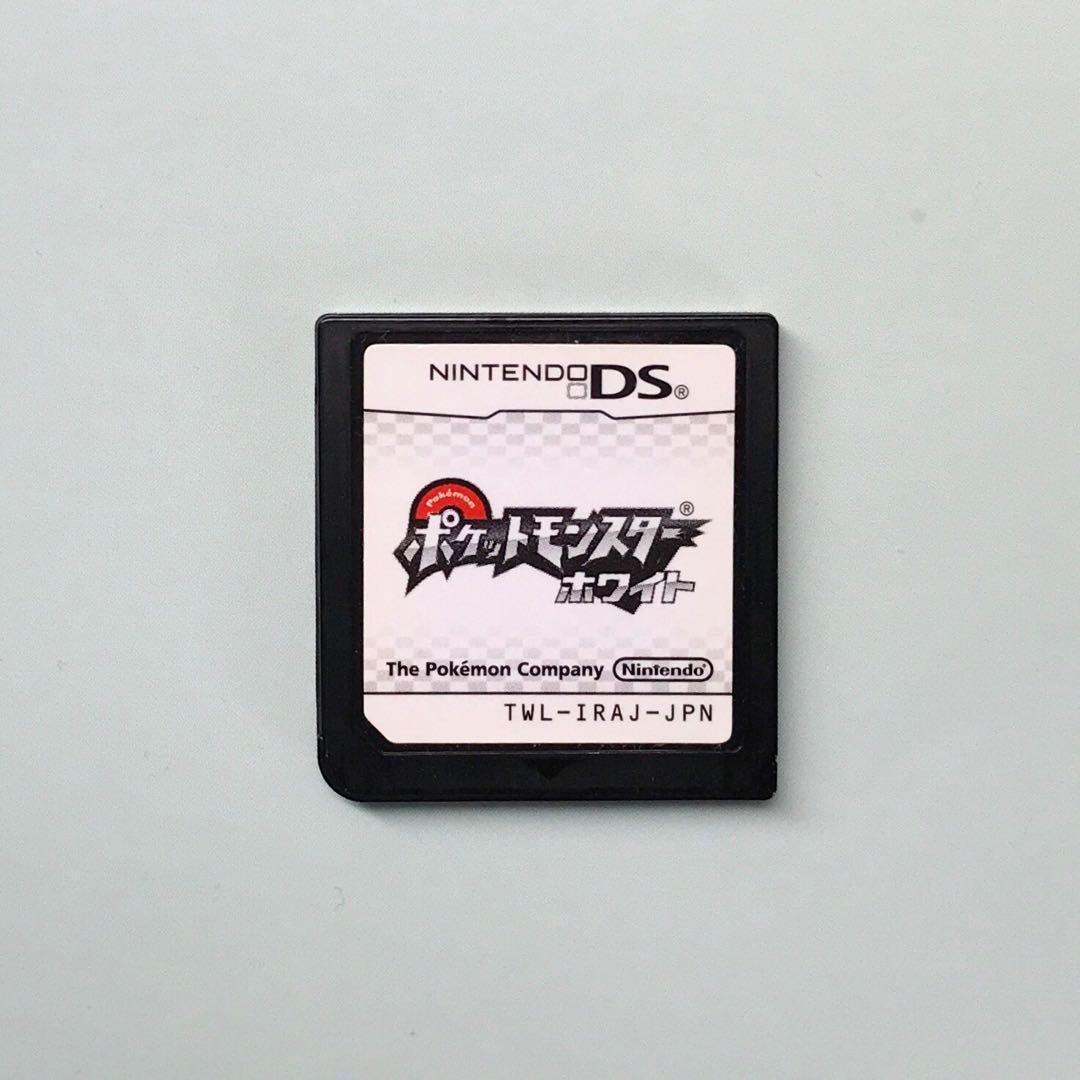 NINTENDO DS®
Pokémon
ポケットモンスター®
ホワイト
The Pokémon Company Nintendo®
TWL-IRAJ-JPN